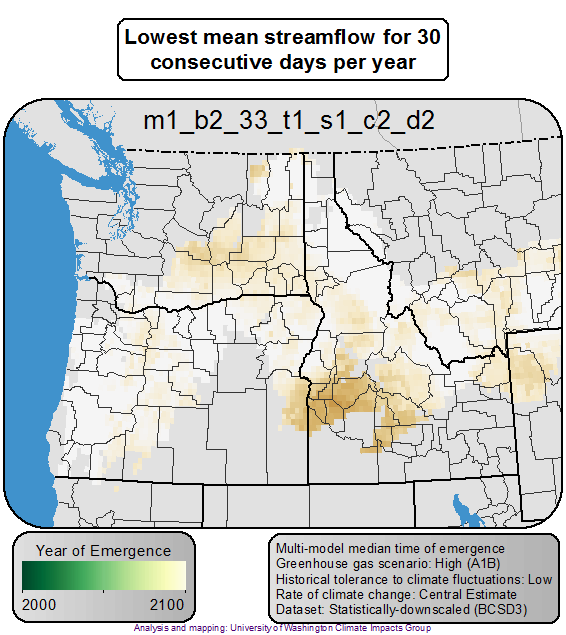 Lowest mean streamflow for 30
consecutive days per year
m1_b2_33_t1_s1_c2_d2
Year of Emergence
2000 2100
Multi-model median time of emergence
Greenhouse gas scenario: High (A1B)
Historical tolerance to climate fluctuations: Low
Rate of climate change: Central Estimate
Dataset: Statistically-downscaled (BCSD3)
Analysis and mapping: University of Washington Climate Impacts Group